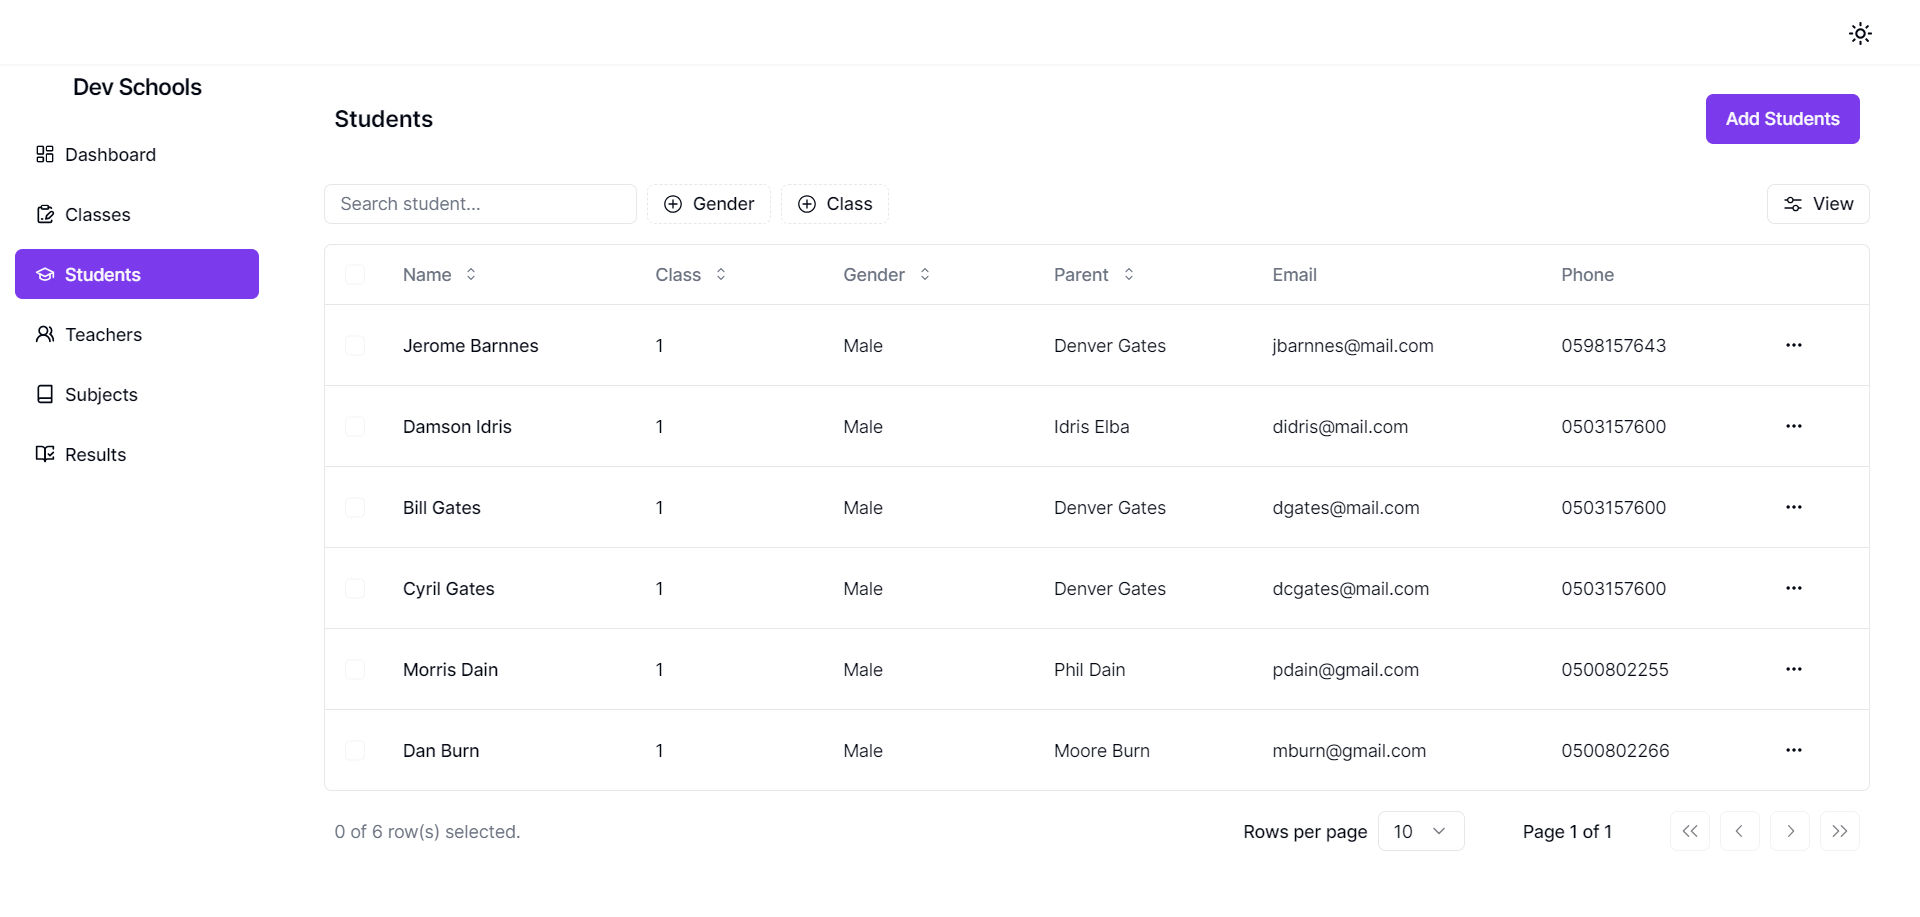 Dev Schools
Dashboard
Classes
Students
Teachers
Subjects
Results
Students
Add Students
Search student...
Gender
Class
View
Name Class Gender Parent Email Phone
Jerome Barnnes 1 Male Denver Gates jbarnnes@mail.com 0598157643
Damson Idris 1 Male Idris Elba didris@mail.com 0503157600
Bill Gates 1 Male Denver Gates dgates@mail.com 0503157600
Cyril Gates 1 Male Denver Gates dcgates@mail.com 0503157600
Morris Dain 1 Male Phil Dain pdain@gmail.com 0500802255
Dan Burn 1 Male Moore Burn mburn@gmail.com 0500802266
0 of 6 row(s) selected.
Rows per page 10
Page 1 of 1